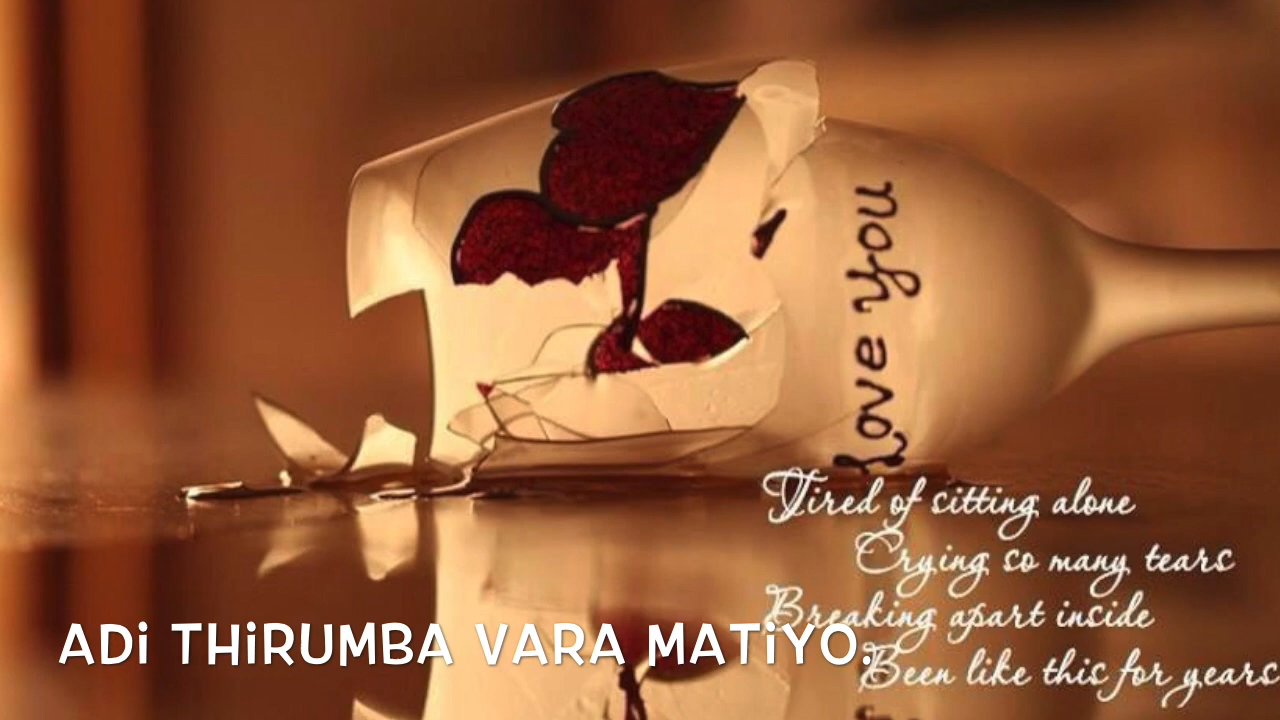 Love you
Tired of sitting alone
Crying so many tears
Breaking apart inside
Been like this for years
ADi THiRUMBA VARA MATiYO.